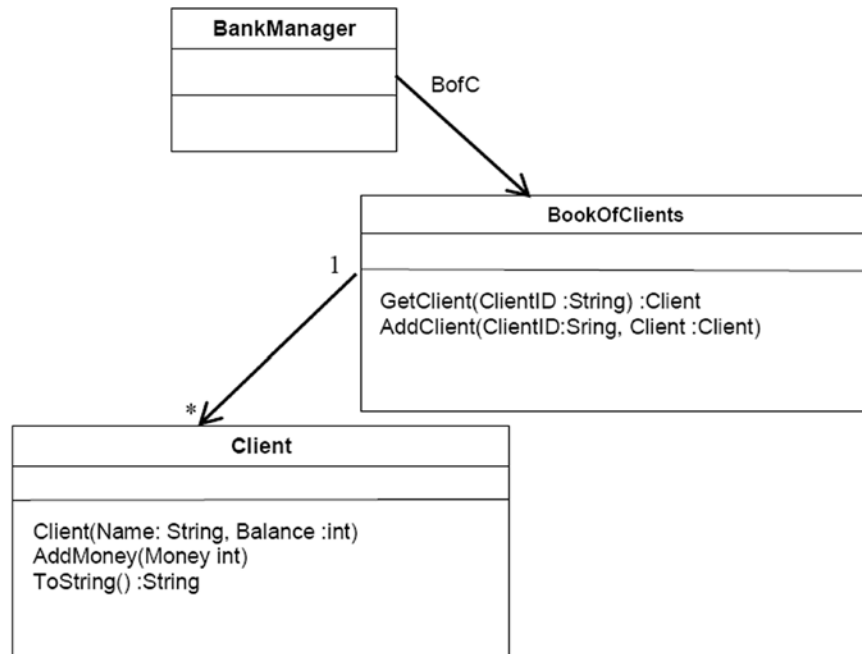 BankManager
BofC
BookOfClients
1
GetClient(ClientID :String) :Client
AddClient(ClientID:Sring, Client :Client)
*
Client
Client(Name: String, Balance :int)
AddMoney(Money int)
ToString() :String